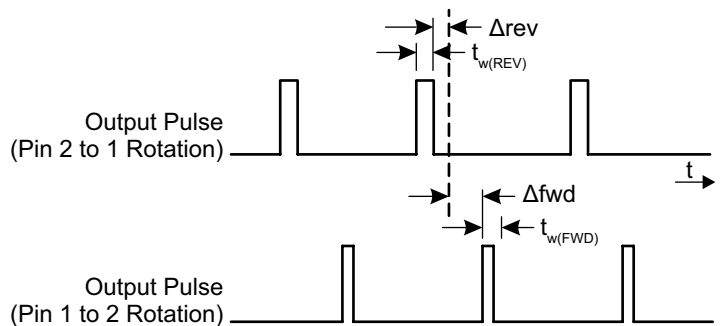 Δrev
t_w(REV)
Output Pulse
(Pin 2 to 1 Rotation)
t
Δfwd
t_w(FWD)
Output Pulse
(Pin 1 to 2 Rotation)